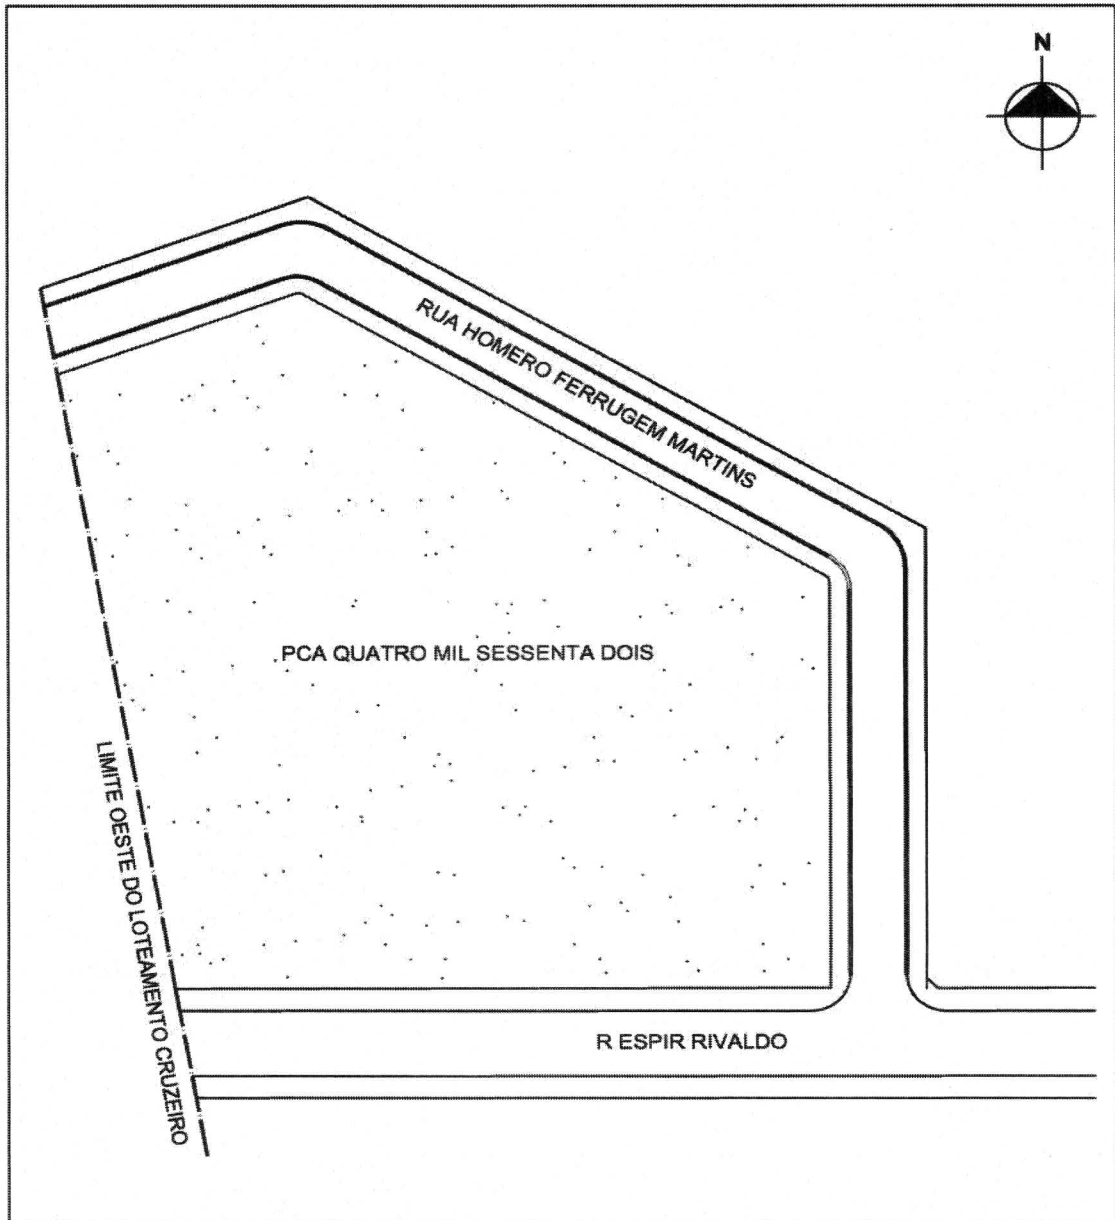 N
RUA HOMERO FERRUGEM MARTINS
PCA QUATRO MIL SESSENTA DOIS
LIMITE OESTE DO LOTEAMENTO CRUZEIRO
R ESPIR RIVALDO